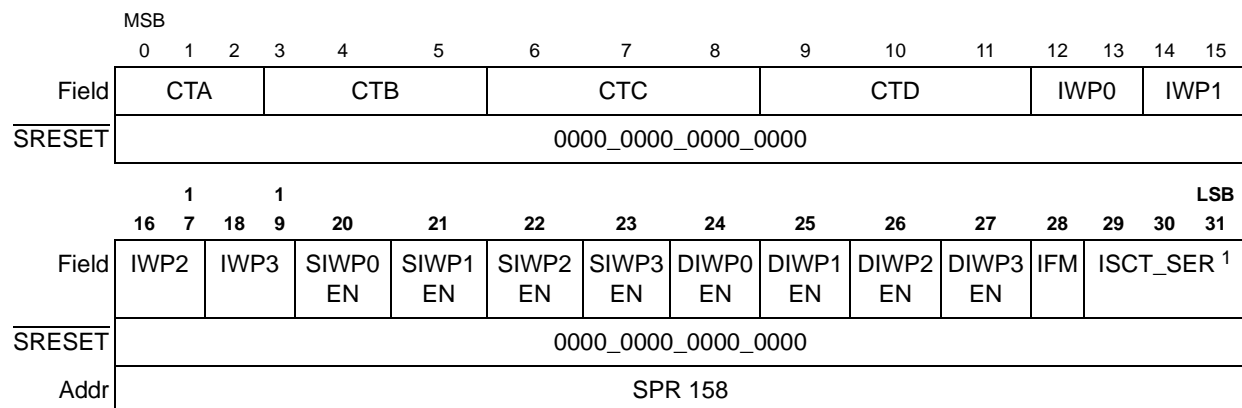 MSB
0 1 2 3 4 5 6 7 8 9 10 11 12 13 14 15
Field CTA CTB CTC CTD IWP0 IWP1
SRESET 0000_0000_0000_0000
1 1 LSB
16 7 18 9 20 21 22 23 24 25 26 27 28 29 30 31
Field IWP2 IWP3 SIWP0 SIWP1 SIWP2 SIWP3 DIWP0 DIWP1 DIWP2 DIWP3 IFM ISCT_SER 1
EN EN EN EN EN EN EN EN
SRESET 0000_0000_0000_0000
Addr SPR 158